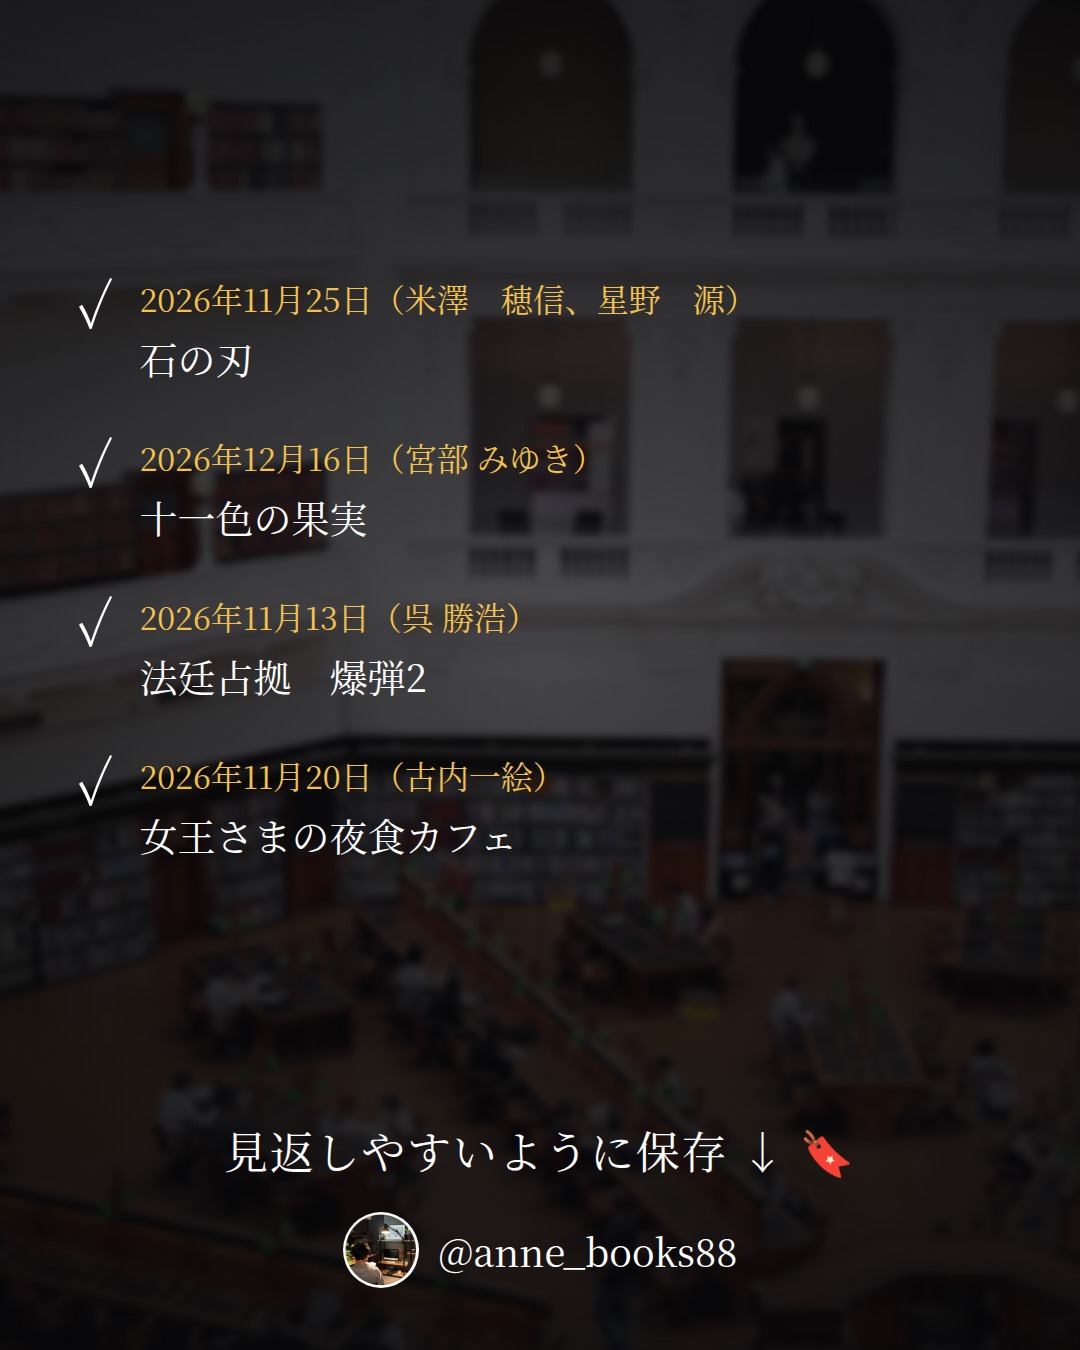 √ 2026年11月25日（米澤　穂信、星野　源）
石の刃
√ 2026年12月16日（宮部 みゆき）
十一色の果実
√ 2026年11月13日（呉 勝浩）
法廷占拠　爆弾2
√ 2026年11月20日（古内一絵）
女王さまの夜食カフェ
見返しやすいように保存 ↓ 🔖
@anne_books88